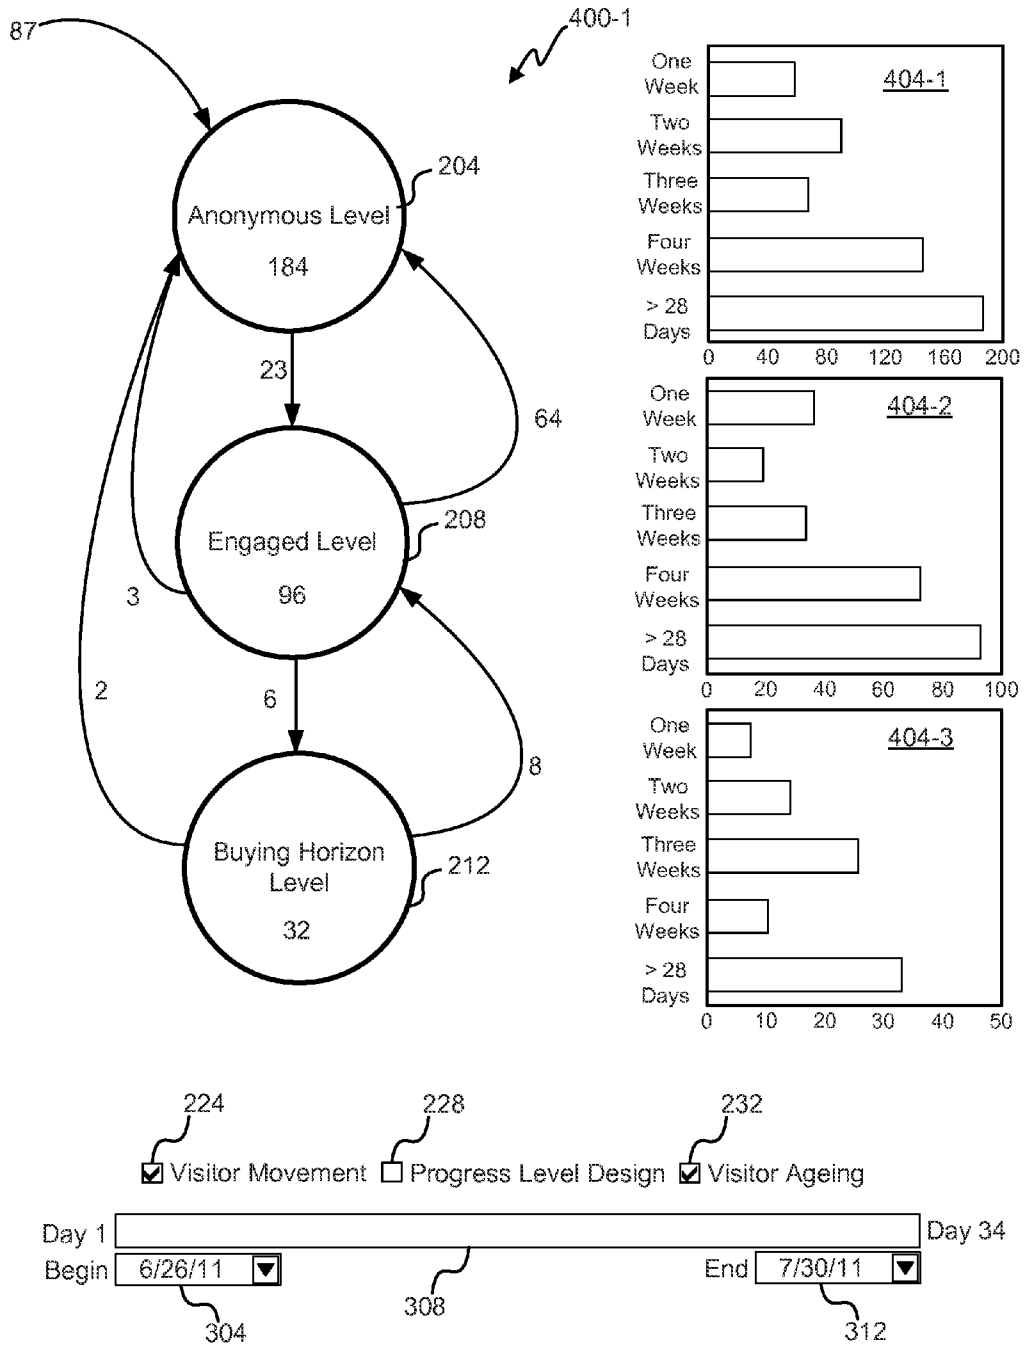 87
400-1
204
Anonymous Level
184
23
64
208
Engaged Level
96
3
2
6
8
Buying Horizon
Level
212
32
404-1
One
Week
Two
Weeks
Three
Weeks
Four
Weeks
> 28
Days
0 40 80 120 160 200
404-2
One
Week
Two
Weeks
Three
Weeks
Four
Weeks
> 28
Days
0 20 40 60 80 100
404-3
One
Week
Two
Weeks
Three
Weeks
Four
Weeks
> 28
Days
0 10 20 30 40 50
224 228 232
Visitor Movement Progress Level Design Visitor Ageing
Day 1 Day 34
Begin 6/26/11 End 7/30/11
304 308 312